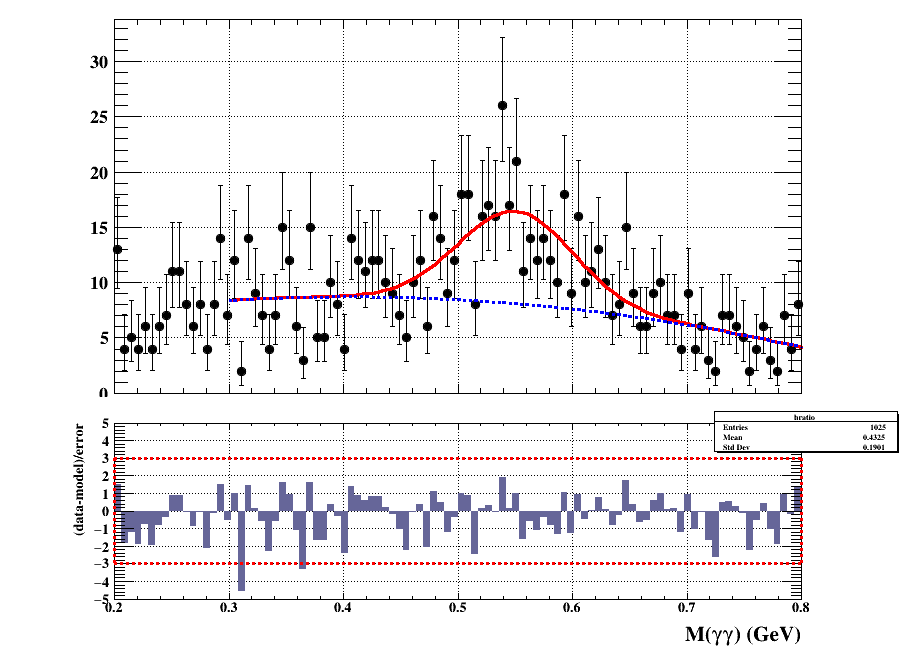 30
25
20
15
10
5
0
hratio
Entries 1025
Mean 0.4325
Std Dev 0.1901
(data-model)/error
5
4
3
2
1
0
−1
−2
−3
−4
−5
0.2 0.3 0.4 0.5 0.6 0.7 0.8
M(γγ) (GeV)